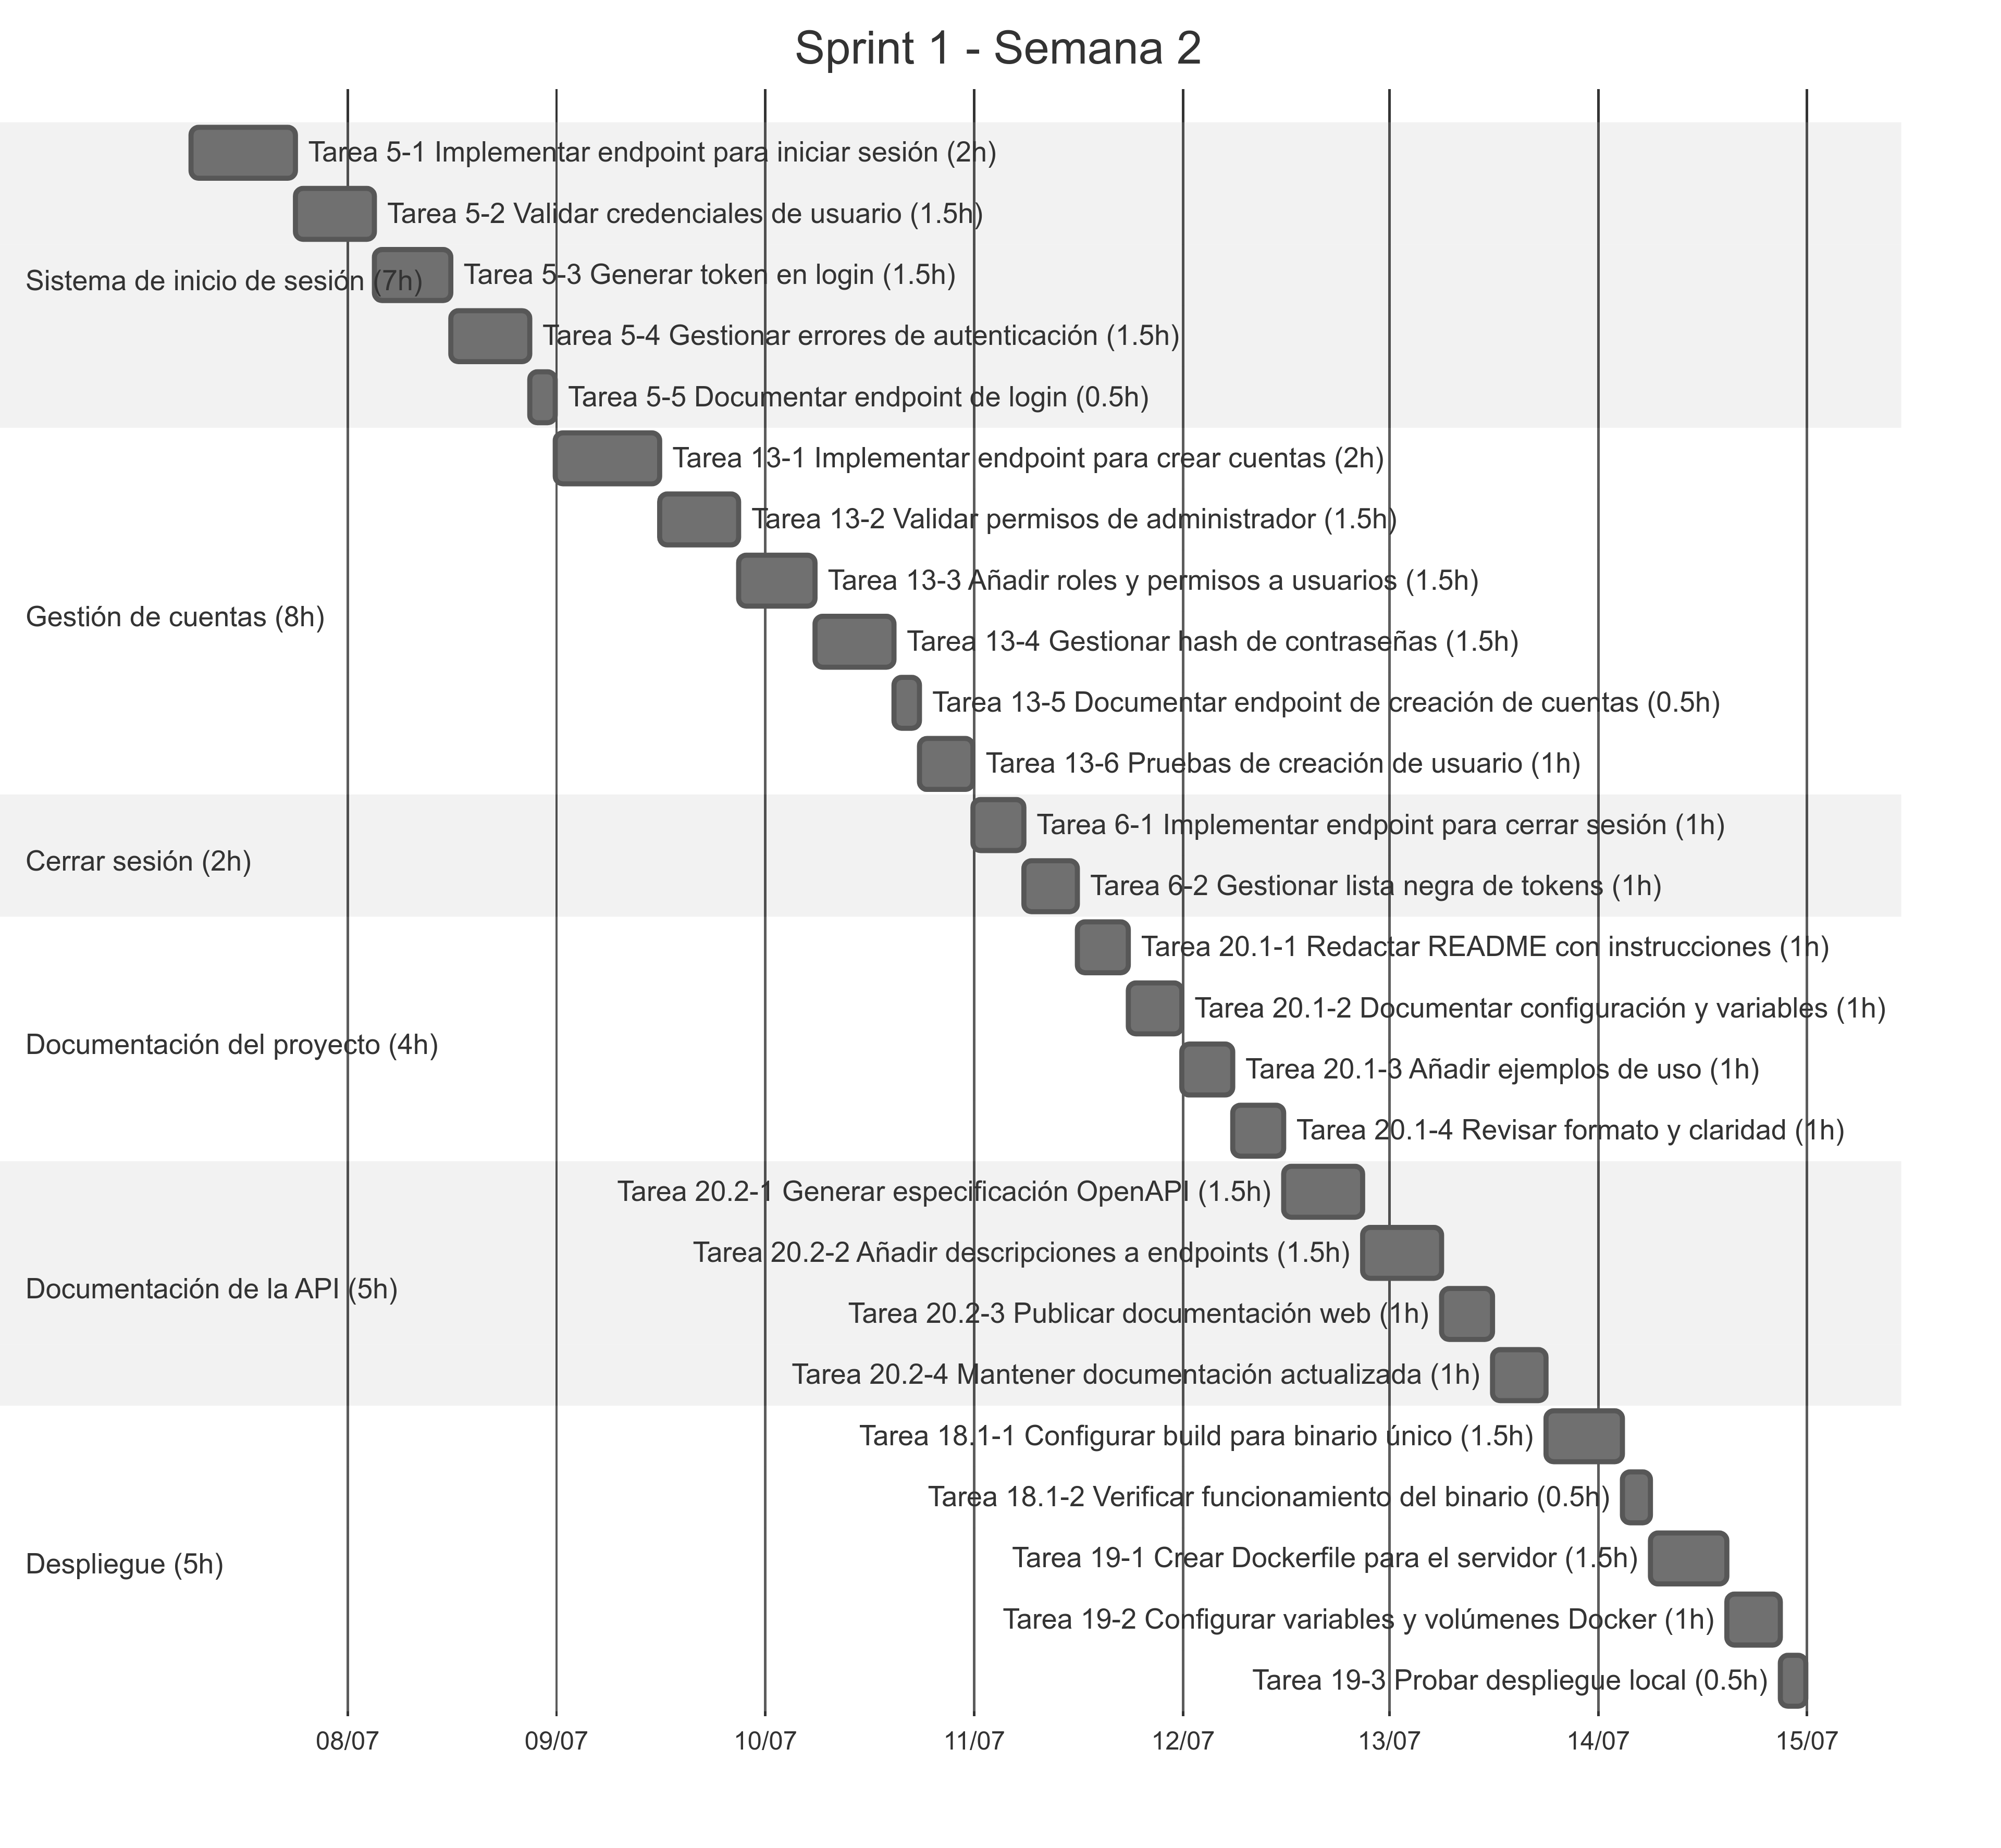 Sprint 1 - Semana 2
Sistema de inicio de sesión (7h)
Tarea 5-1 Implementar endpoint para iniciar sesión (2h)
Tarea 5-2 Validar credenciales de usuario (1.5h)
Tarea 5-3 Generar token en login (1.5h)
Tarea 5-4 Gestionar errores de autenticación (1.5h)
Tarea 5-5 Documentar endpoint de login (0.5h)
Gestión de cuentas (8h)
Tarea 13-1 Implementar endpoint para crear cuentas (2h)
Tarea 13-2 Validar permisos de administrador (1.5h)
Tarea 13-3 Añadir roles y permisos a usuarios (1.5h)
Tarea 13-4 Gestionar hash de contraseñas (1.5h)
Tarea 13-5 Documentar endpoint de creación de cuentas (0.5h)
Tarea 13-6 Pruebas de creación de usuario (1h)
Cerrar sesión (2h)
Tarea 6-1 Implementar endpoint para cerrar sesión (1h)
Tarea 6-2 Gestionar lista negra de tokens (1h)
Documentación del proyecto (4h)
Tarea 20.1-1 Redactar README con instrucciones (1h)
Tarea 20.1-2 Documentar configuración y variables (1h)
Tarea 20.1-3 Añadir ejemplos de uso (1h)
Tarea 20.1-4 Revisar formato y claridad (1h)
Documentación de la API (5h)
Tarea 20.2-1 Generar especificación OpenAPI (1.5h)
Tarea 20.2-2 Añadir descripciones a endpoints (1.5h)
Tarea 20.2-3 Publicar documentación web (1h)
Tarea 20.2-4 Mantener documentación actualizada (1h)
Despliegue (5h)
Tarea 18.1-1 Configurar build para binario único (1.5h)
Tarea 18.1-2 Verificar funcionamiento del binario (0.5h)
Tarea 19-1 Crear Dockerfile para el servidor (1.5h)
Tarea 19-2 Configurar variables y volúmenes Docker (1h)
Tarea 19-3 Probar despliegue local (0.5h)
08/07 09/07 10/07 11/07 12/07 13/07 14/07 15/07